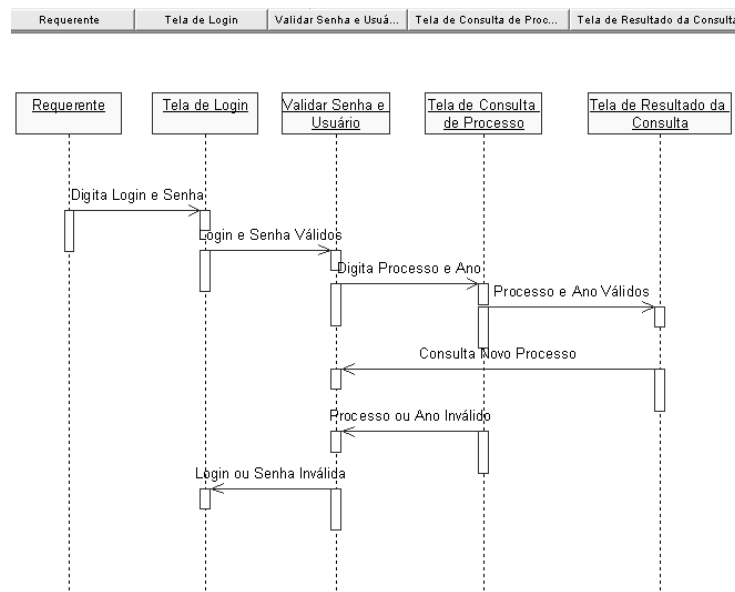 Requerente
Tela de Login
Validar Senha e Usuá...
Tela de Consulta de Proc...
Tela de Resultado da Consulta
Requerente
Tela de Login
Validar Senha e
Usuário
Tela de Consulta
de Processo
Tela de Resultado da
Consulta
Digita Login e Senha
Login e Senha Válidos
Digita Processo e Ano
Processo e Ano Válidos
Consulta Novo Processo
Processo ou Ano Inválido
Login ou Senha Inválida